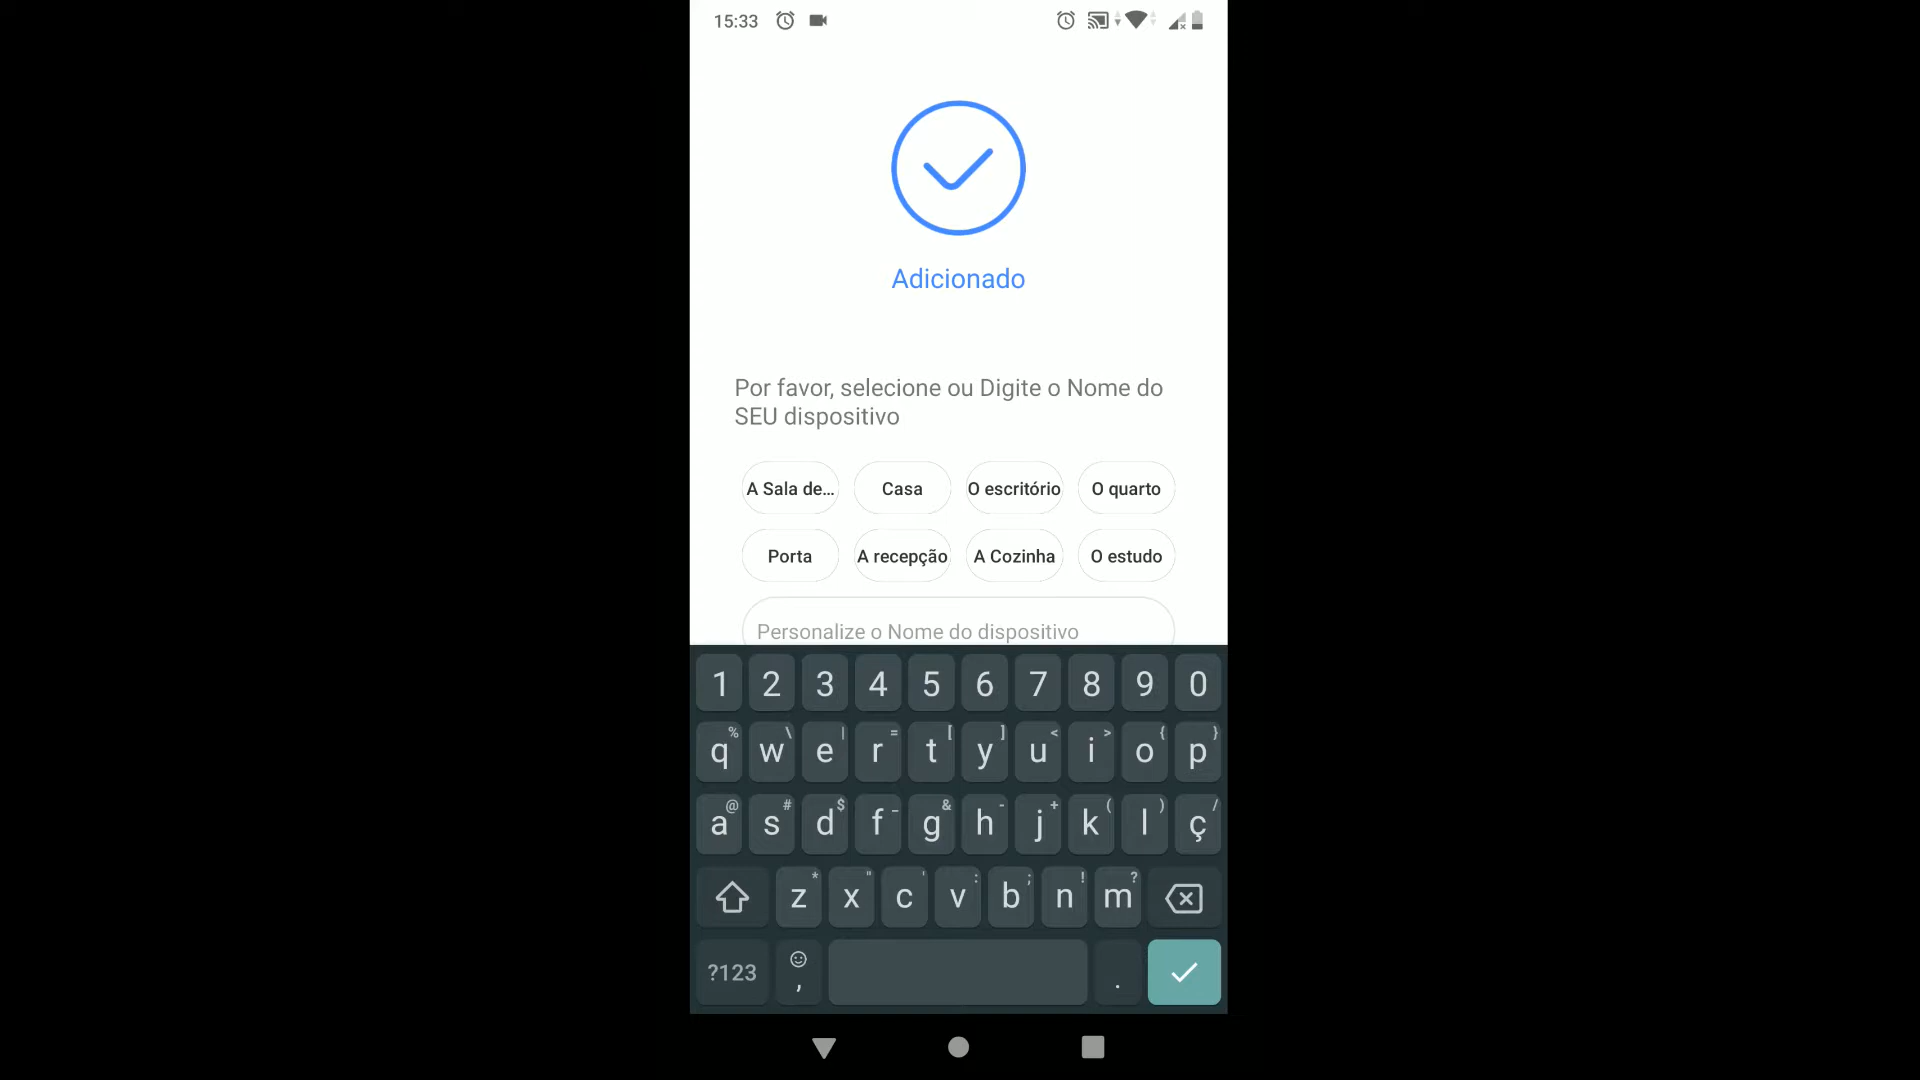 15:33
Adicionado
Por favor, selecione ou Digite o Nome do
SEU dispositivo
A Sala de...
Casa
O escritório
O quarto
Porta
A recepção
A Cozinha
O estudo
Personalize o Nome do dispositivo
1 2 3 4 5 6 7 8 9 0
% \ | = [ ] < > { }
q w e r t y u i o p
@ # $ _ & - + ( ) /
a s d f g h j k l ç
* " ' : ; ! ?
z x c v b n m
?123 , .